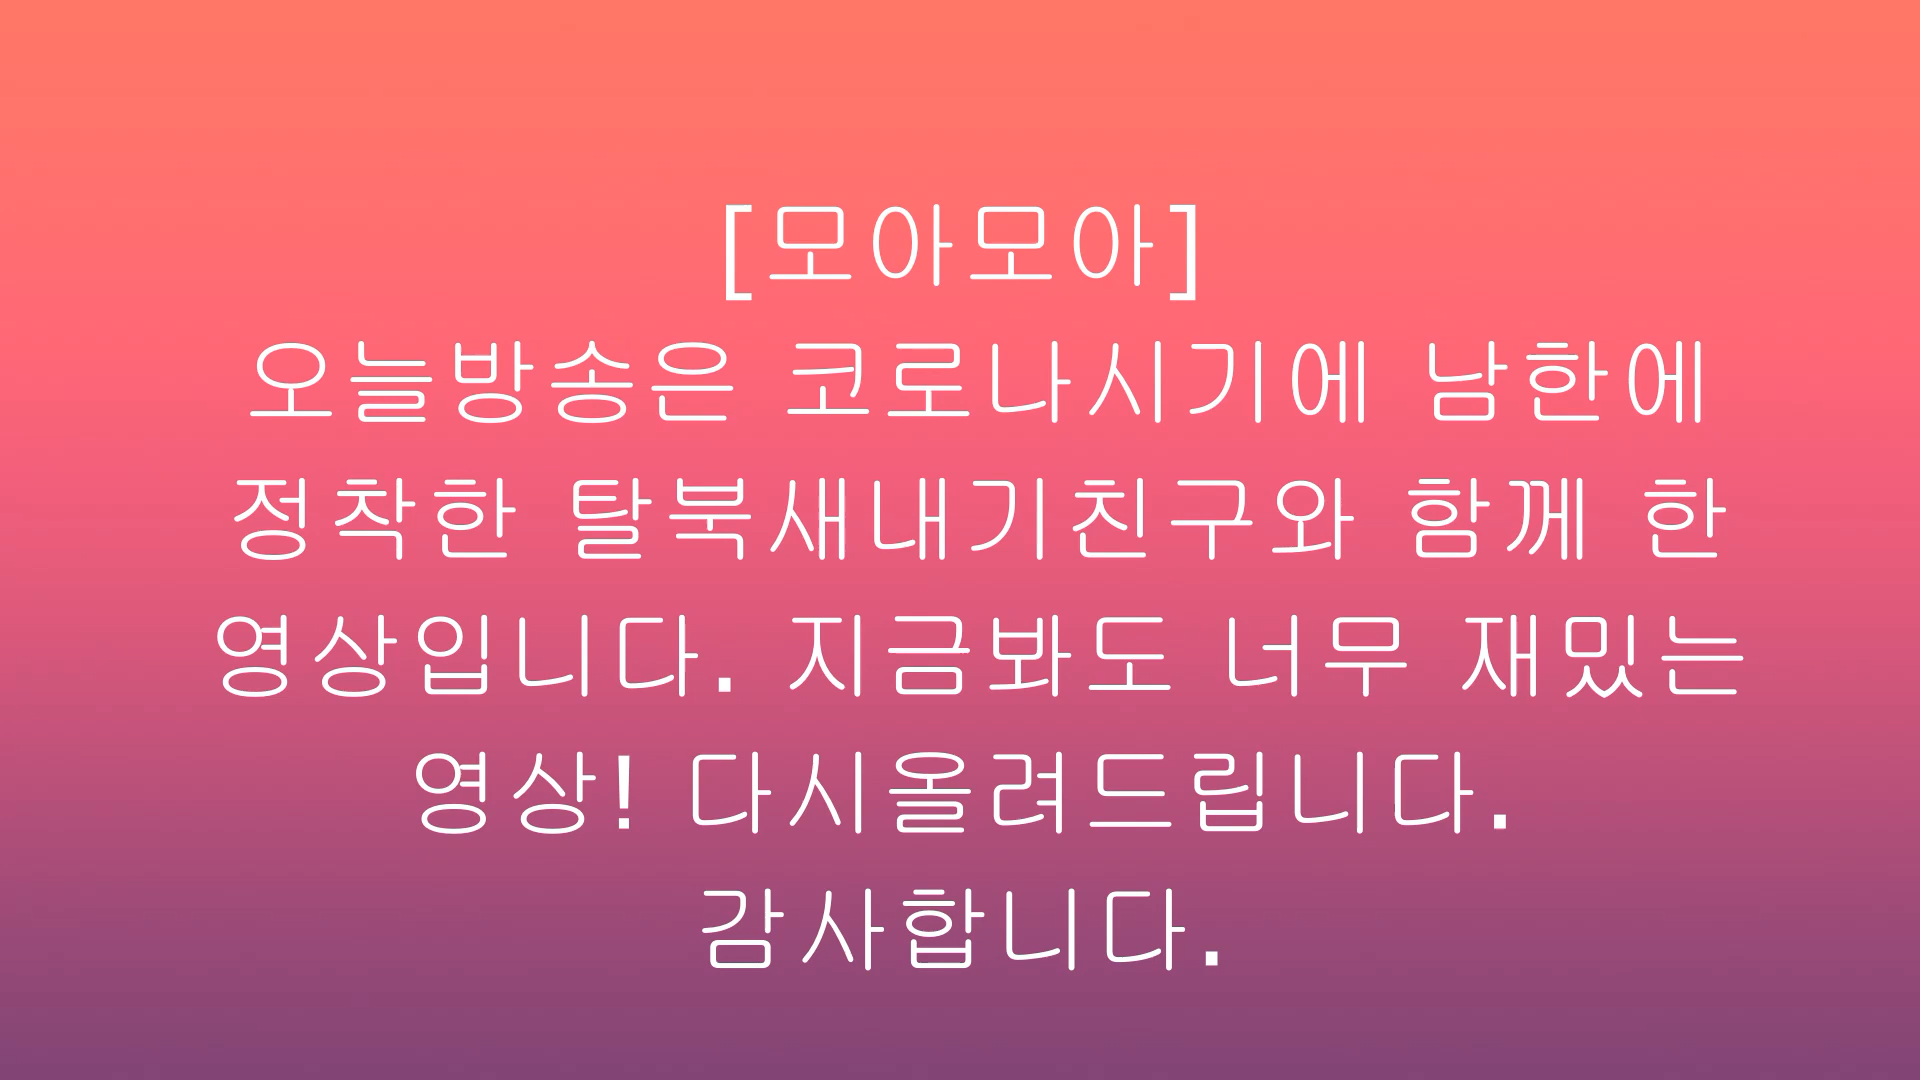 [모아모아]
오늘방송은 코로나시기에 남한에
정착한 탈북새내기친구와 함께 한
영상입니다. 지금봐도 너무 재밌는
영상! 다시올려드립니다.
감사합니다.